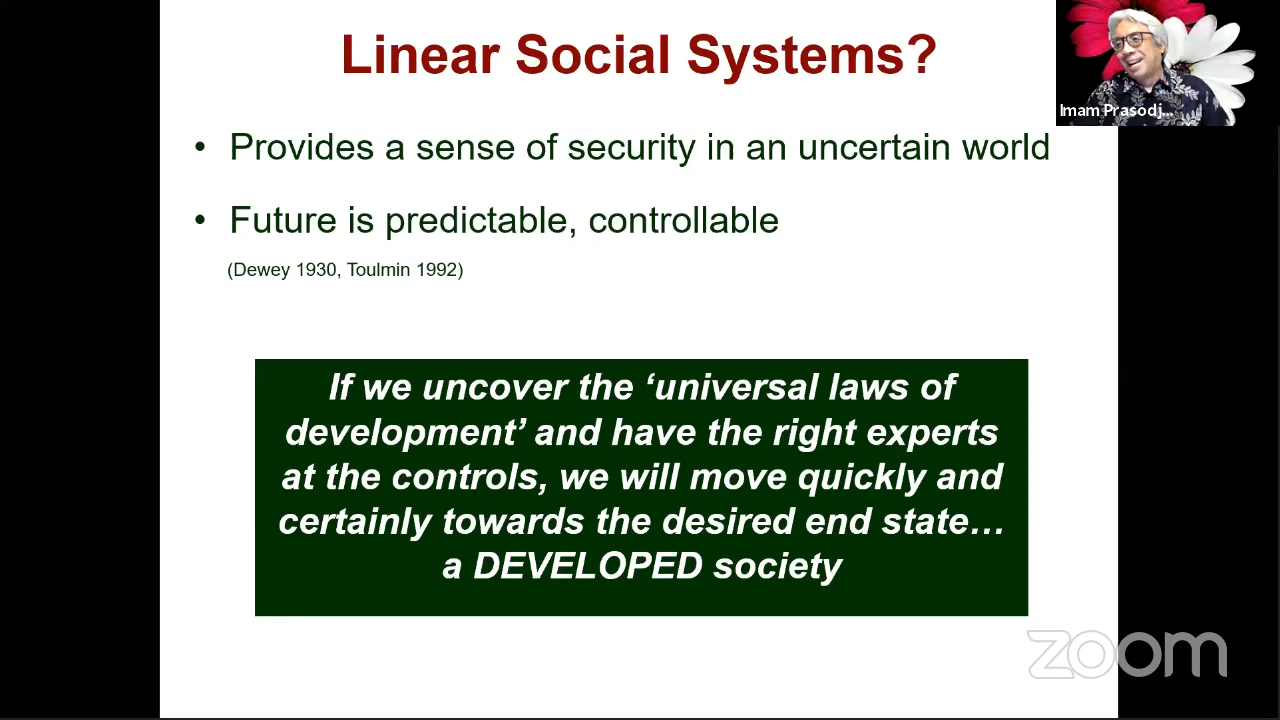 Linear Social Systems?
Imam Prasodj...
• Provides a sense of security in an uncertain world
• Future is predictable, controllable
(Dewey 1930, Toulmin 1992)
If we uncover the ‘universal laws of
development’ and have the right experts
at the controls, we will move quickly and
certainly towards the desired end state…
a DEVELOPED society
zoom